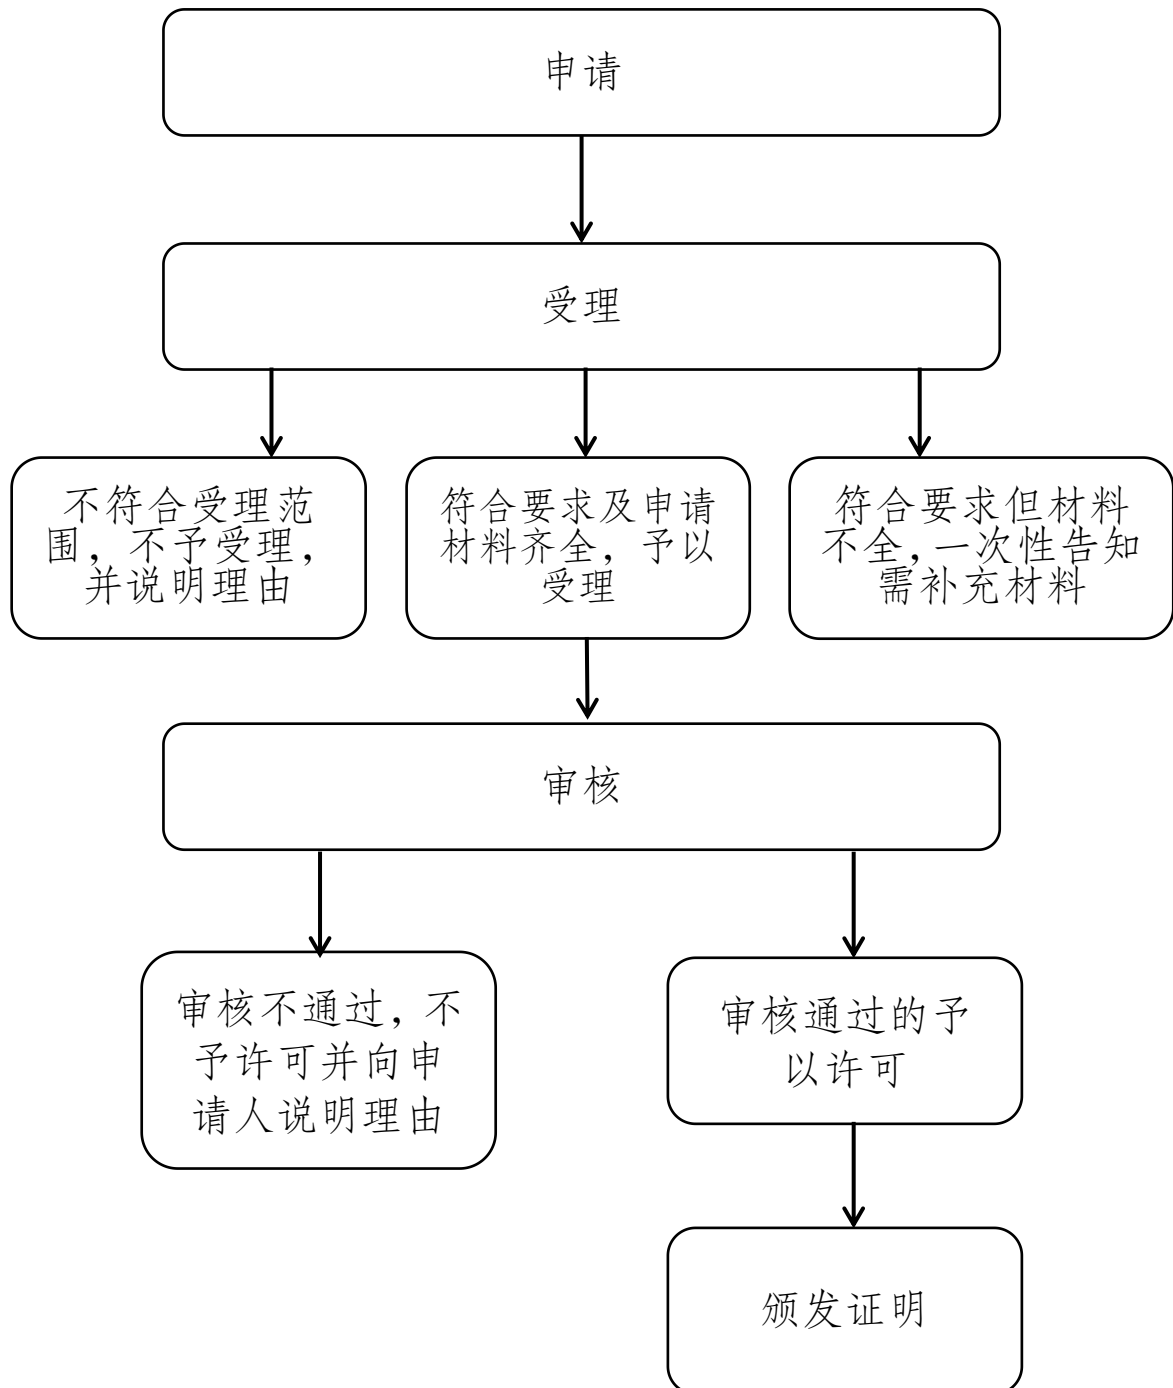 申请
受理
不符合受理范
围，不予受理，
并说明理由
符合要求及申请
材料齐全，予以
受理
符合要求但材料
不全，一次性告知
需补充材料
审核
审核不通过，不
予许可并向申
请人说明理由
审核通过的予
以许可
颁发证明